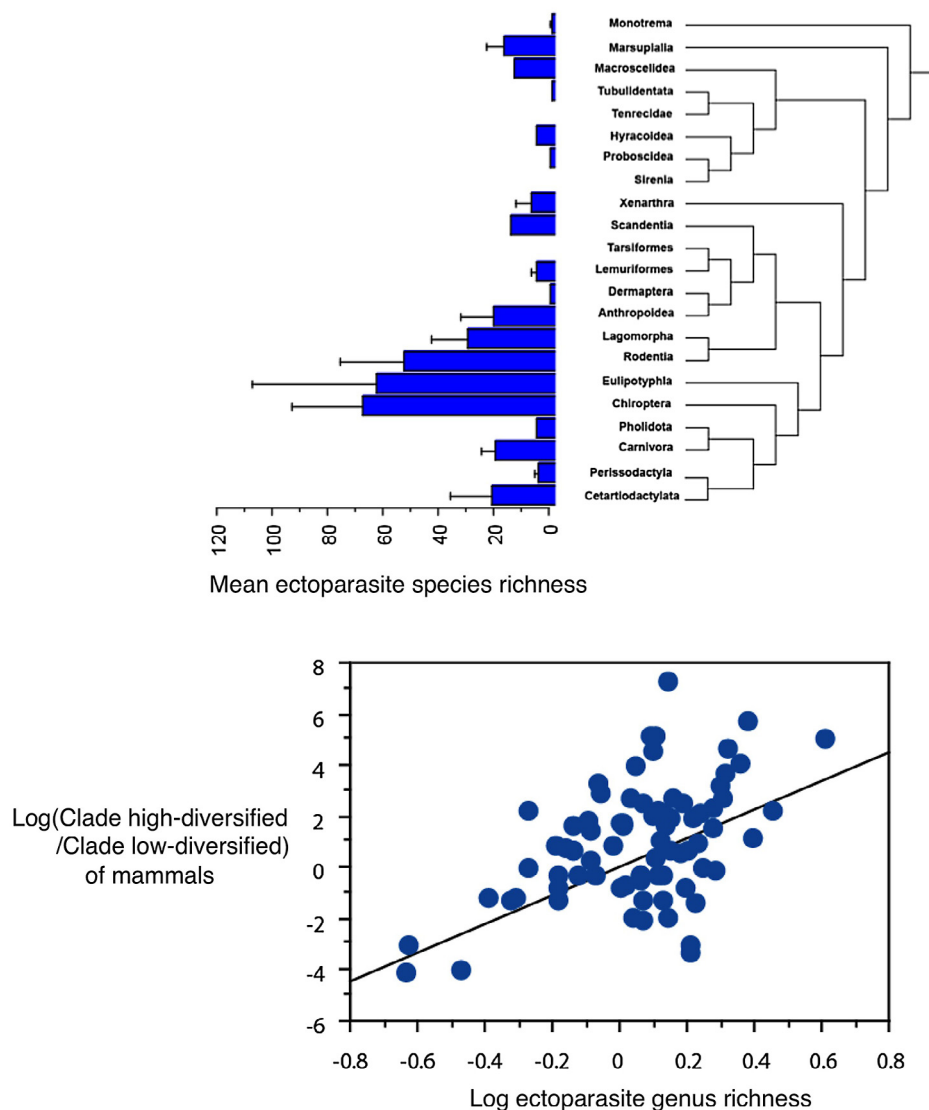 Monotrema
Marsuplalla
Macroscelidea
Tubulidentata
Tenrecidae
Hyracoidea
Proboscidea
Sirenia
Xenarthra
Scandentia
Tarsiformes
Lemuriformes
Dermaptera
Anthropoidea
Lagomorpha
Rodentia
Eulipotyphla
Chiroptera
Pholidota
Carnivora
Perissodactyla
Cetartiodactylata
120 100 80 60 40 20 0
Mean ectoparasite species richness
8
6
4
2
0
-2
-4
-6
Log(Clade high-diversified
/Clade low-diversified)
of mammals
-0.8 -0.6 -0.4 -0.2 0 0.2 0.4 0.6 0.8
Log ectoparasite genus richness